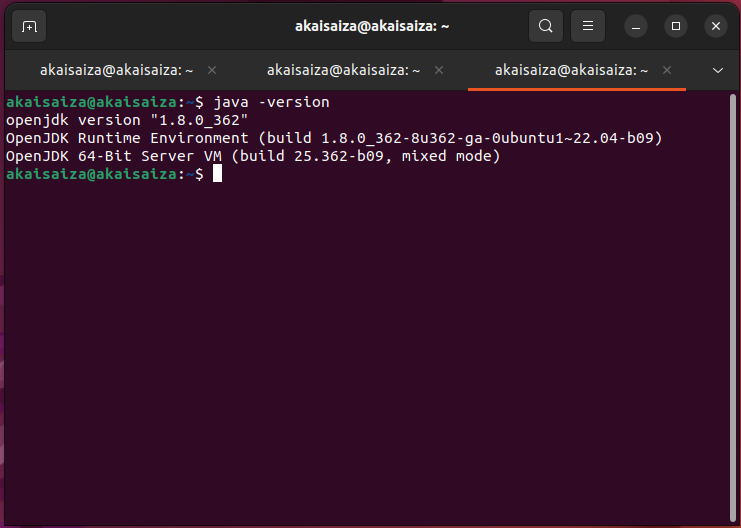 akaisaiza@akaisaiza: ~
akaisaiza@akaisaiza: ~ × akaisaiza@akaisaiza: ~ × akaisaiza@akaisaiza: ~ ×
akaisaiza@akaisaiza:~$ java -version
openjdk version "1.8.0_362"
OpenJDK Runtime Environment (build 1.8.0_362-8u362-ga-0ubuntu1~22.04-b09)
OpenJDK 64-Bit Server VM (build 25.362-b09, mixed mode)
akaisaiza@akaisaiza:~$